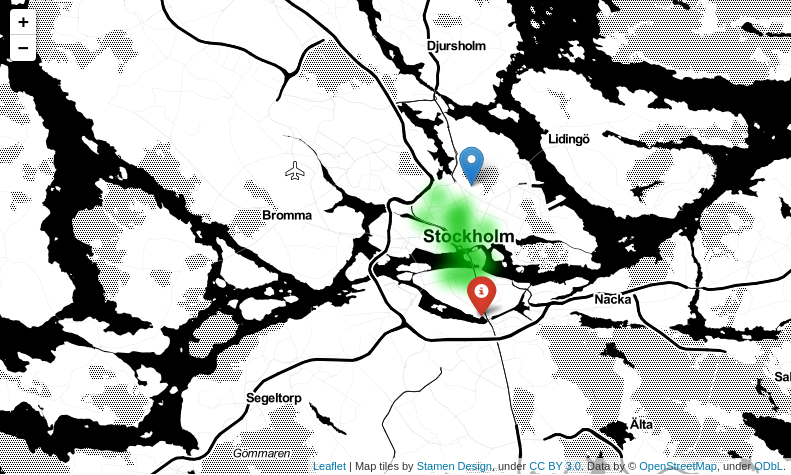 +
Djursholm
−
Lidingö
Bromma
Stockholm
Nacka
Sal
Segeltorp
Älta
Gömmaren
Leaflet | Map tiles by Stamen Design, under CC BY 3.0. Data by © OpenStreetMap, under ODbL.